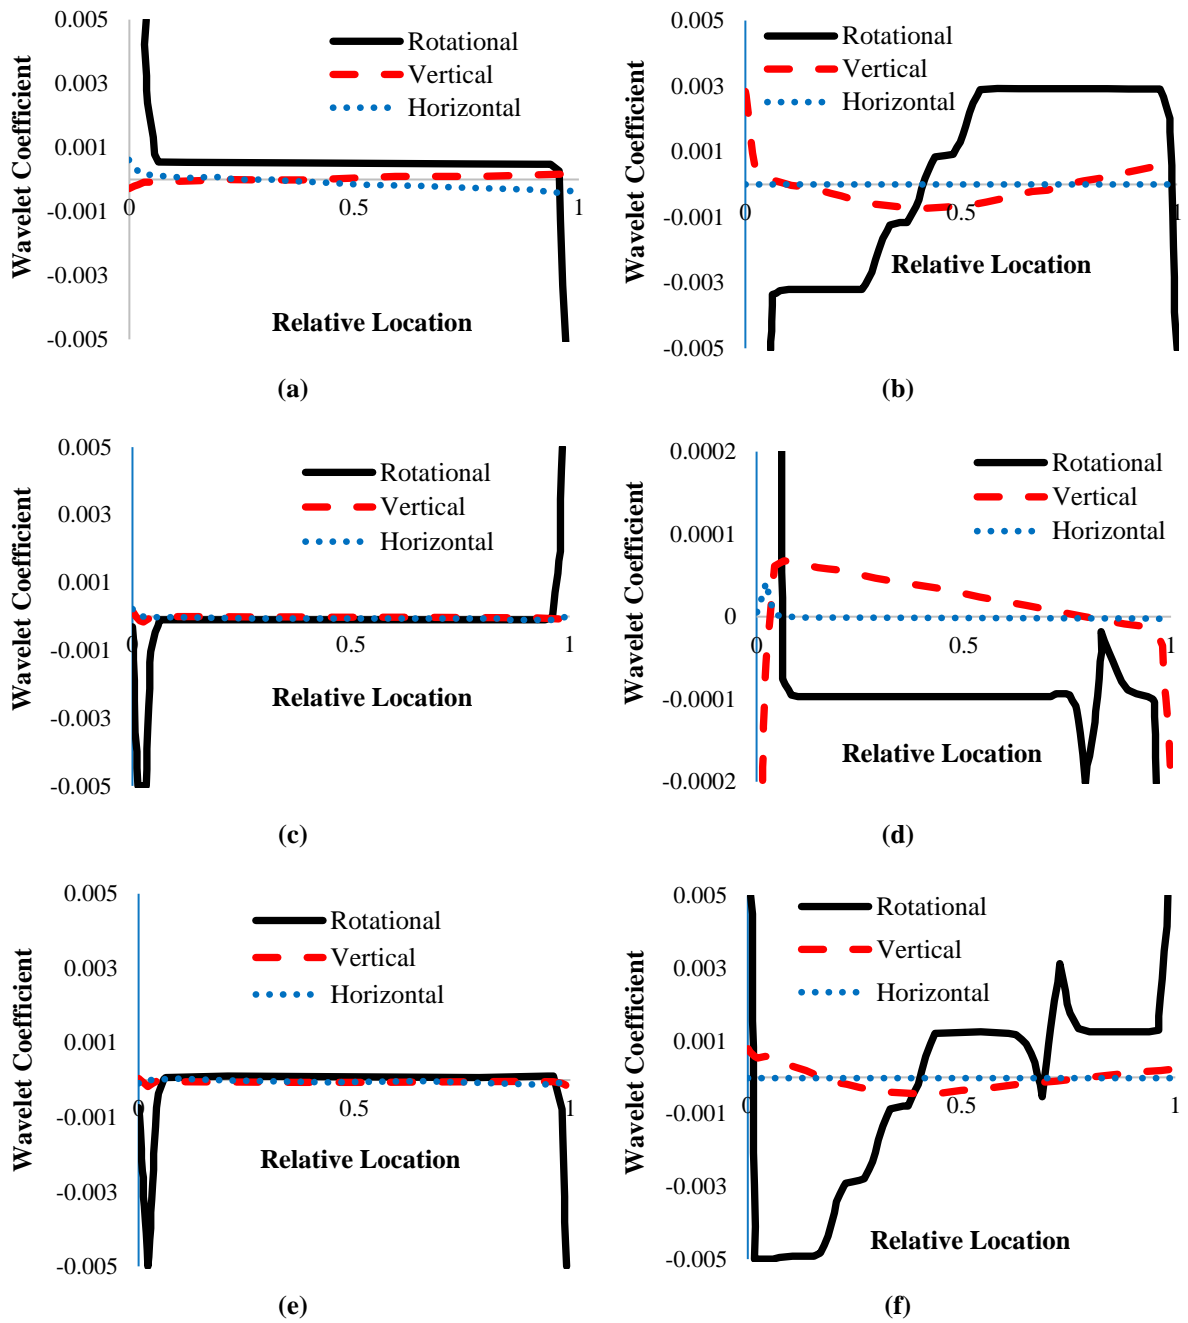 0.005
0.003
0.001
-0.001
-0.003
-0.005
Wavelet Coefficient
Rotational
Vertical
Horizontal
0
0.5
1
Relative Location
(a)
0.005
0.003
0.001
-0.001
-0.003
-0.005
Wavelet Coefficient
Rotational
Vertical
Horizontal
0
0.5
1
Relative Location
(b)
0.005
0.003
0.001
-0.001
-0.003
-0.005
Wavelet Coefficient
Rotational
Vertical
Horizontal
0
0.5
1
Relative Location
(c)
0.0002
0.0001
0
-0.0001
-0.0002
Wavelet Coefficient
Rotational
Vertical
Horizontal
0
0.5
1
Relative Location
(d)
0.005
0.003
0.001
-0.001
-0.003
-0.005
Wavelet Coefficient
Rotational
Vertical
Horizontal
0
0.5
1
Relative Location
(e)
0.005
0.003
0.001
-0.001
-0.003
-0.005
Wavelet Coefficient
Rotational
Vertical
Horizontal
0
0.5
1
Relative Location
(f)